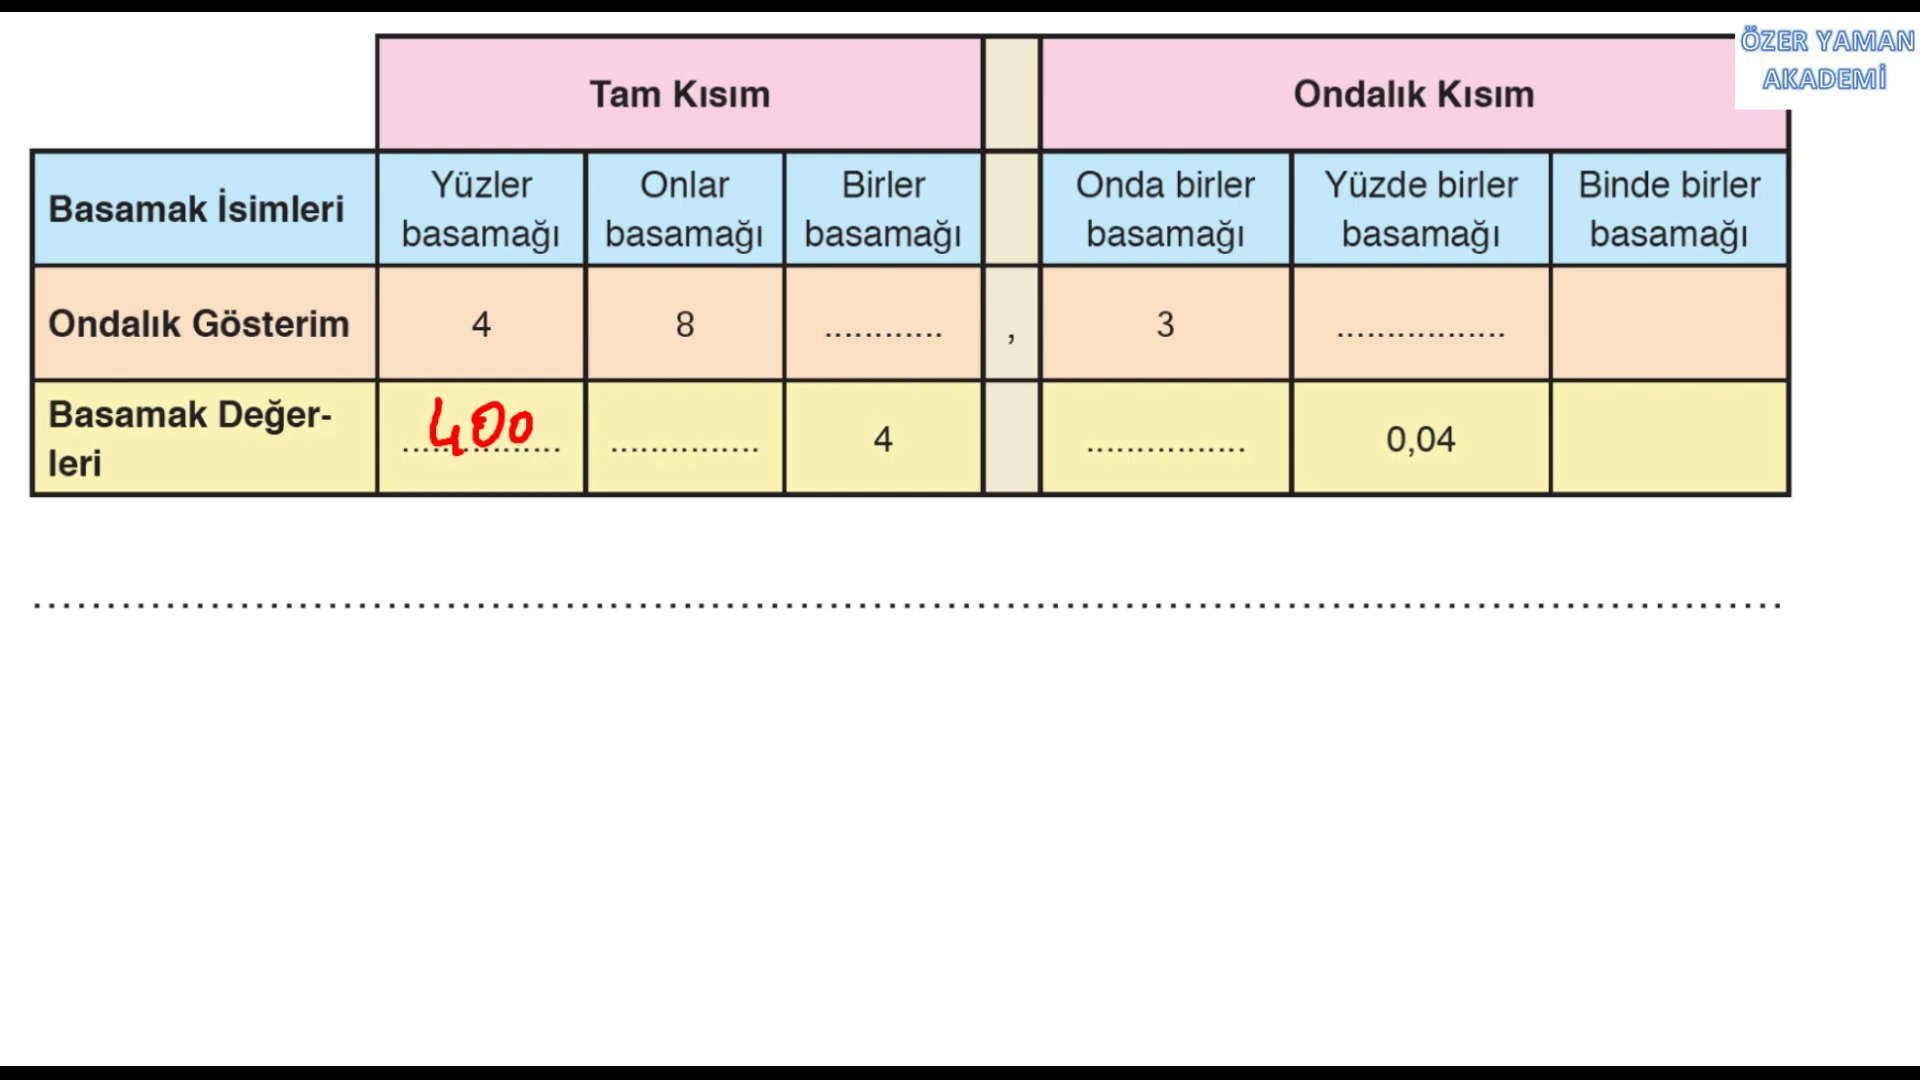 ÖZER YAMAN
AKADEMİ
Tam Kısım
Ondalık Kısım
Basamak İsimleri
Yüzler
basamağı
Onlar
basamağı
Birler
basamağı
Onda birler
basamağı
Yüzde birler
basamağı
Binde birler
basamağı
Ondalık Gösterim
4
8
............
,
3
.................
Basamak Değer-
leri
400
................
...............
4
................
0,04
........................................................................................................................